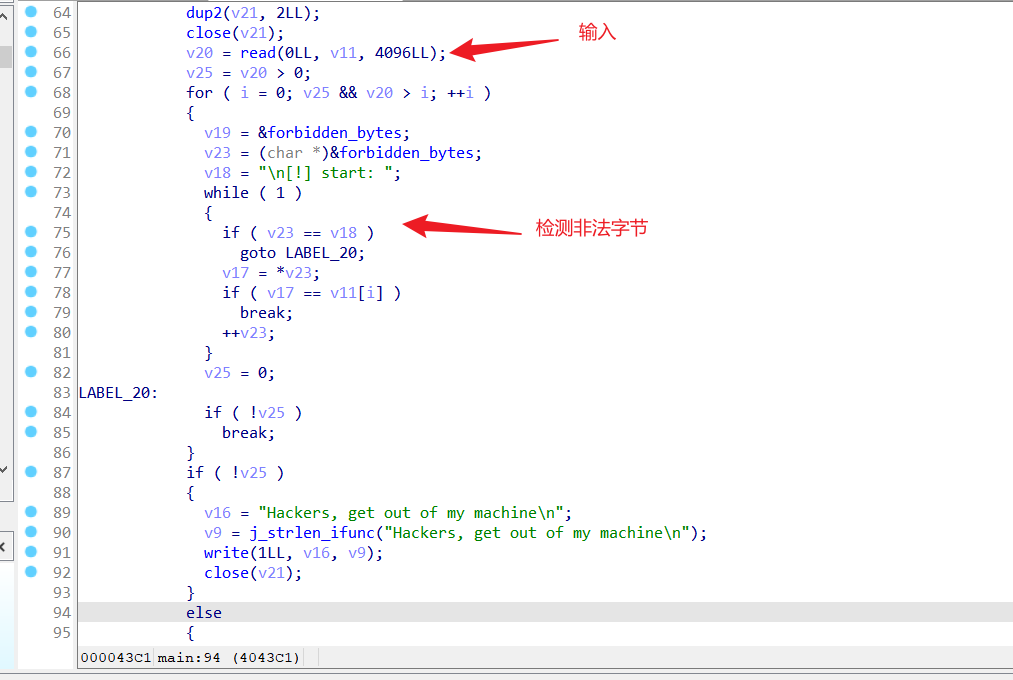 64 dup2(v21, 2LL);
65 close(v21);
66 v20 = read(0LL, v11, 4096LL); 输入
67 v25 = v20 > 0;
68 for ( i = 0; v25 && v20 > i; ++i )
69 {
70 v19 = &forbidden_bytes;
71 v23 = (char *)&forbidden_bytes;
72 v18 = "\n[!] start: ";
73 while ( 1 )
74 {
75 if ( v23 == v18 ) 检测非法字节
76 goto LABEL_20;
77 v17 = *v23;
78 if ( v17 == v11[i] )
79 break;
80 ++v23;
81 }
82 v25 = 0;
83 LABEL_20:
84 if ( !v25 )
85 break;
86 }
87 if ( !v25 )
88 {
89 v16 = "Hackers, get out of my machine\n";
90 v9 = j_strlen_ifunc("Hackers, get out of my machine\n");
91 write(1LL, v16, v9);
92 close(v21);
93 }
94 else
95 {
000043C1 main:94 (4043C1)